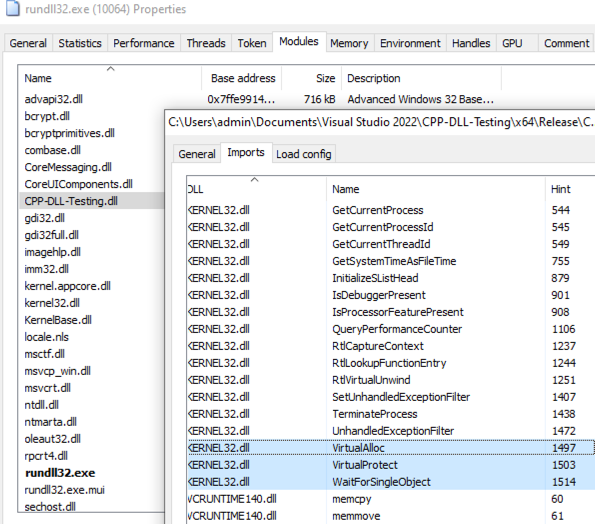 rundll32.exe (10064) Properties
General Statistics Performance Threads Token Modules Memory Environment Handles GPU Comment
Name Base address Size Description
advapi32.dll 0x7ffe9914... 716 kB Advanced Windows 32 Base...
bcrypt.dll
bcryptprimitives.dll
combase.dll
CoreMessaging.dll
CoreUIComponents.dll
CPP-DLL-Testing.dll
gdi32.dll
gdi32full.dll
imagehlp.dll
imm32.dll
kernel.appcore.dll
kernel32.dll
KernelBase.dll
locale.nls
msctf.dll
msvcp_win.dll
msvcrt.dll
ntdll.dll
ntmarta.dll
oleaut32.dll
rpcrt4.dll
rundll32.exe
rundll32.exe.mui
sechost.dll
C:\Users\admin\Documents\Visual Studio 2022\CPP-DLL-Testing\x64\Release\C...
General Imports Load config
DLL Name Hint
KERNEL32.dll GetCurrentProcess 544
KERNEL32.dll GetCurrentProcessId 545
KERNEL32.dll GetCurrentThreadId 549
KERNEL32.dll GetSystemTimeAsFileTime 755
KERNEL32.dll InitializeSListHead 879
KERNEL32.dll IsDebuggerPresent 901
KERNEL32.dll IsProcessorFeaturePresent 908
KERNEL32.dll QueryPerformanceCounter 1106
KERNEL32.dll RtlCaptureContext 1237
KERNEL32.dll RtlLookupFunctionEntry 1244
KERNEL32.dll RtlVirtualUnwind 1251
KERNEL32.dll SetUnhandledExceptionFilter 1407
KERNEL32.dll TerminateProcess 1438
KERNEL32.dll UnhandledExceptionFilter 1472
KERNEL32.dll VirtualAlloc 1497
KERNEL32.dll VirtualProtect 1503
KERNEL32.dll WaitForSingleObject 1514
VCRUNTIME140.dll memcpy 60
VCRUNTIME140.dll memmove 61